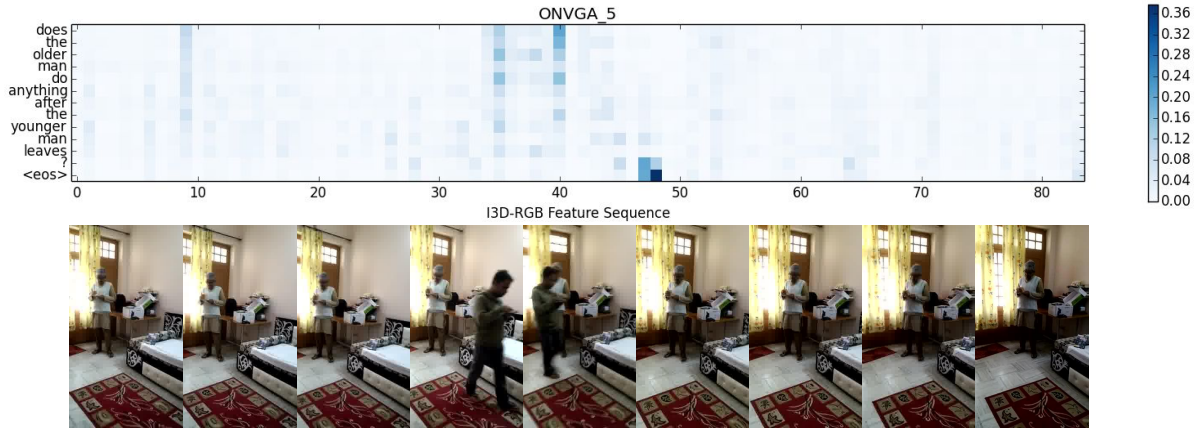 ONVGA_5
does
the
older
man
do
anything
after
the
younger
man
leaves
?
<eos>
0 10 20 30 40 50 60 70 80
I3D-RGB Feature Sequence
0.36
0.32
0.28
0.24
0.20
0.16
0.12
0.08
0.04
0.00